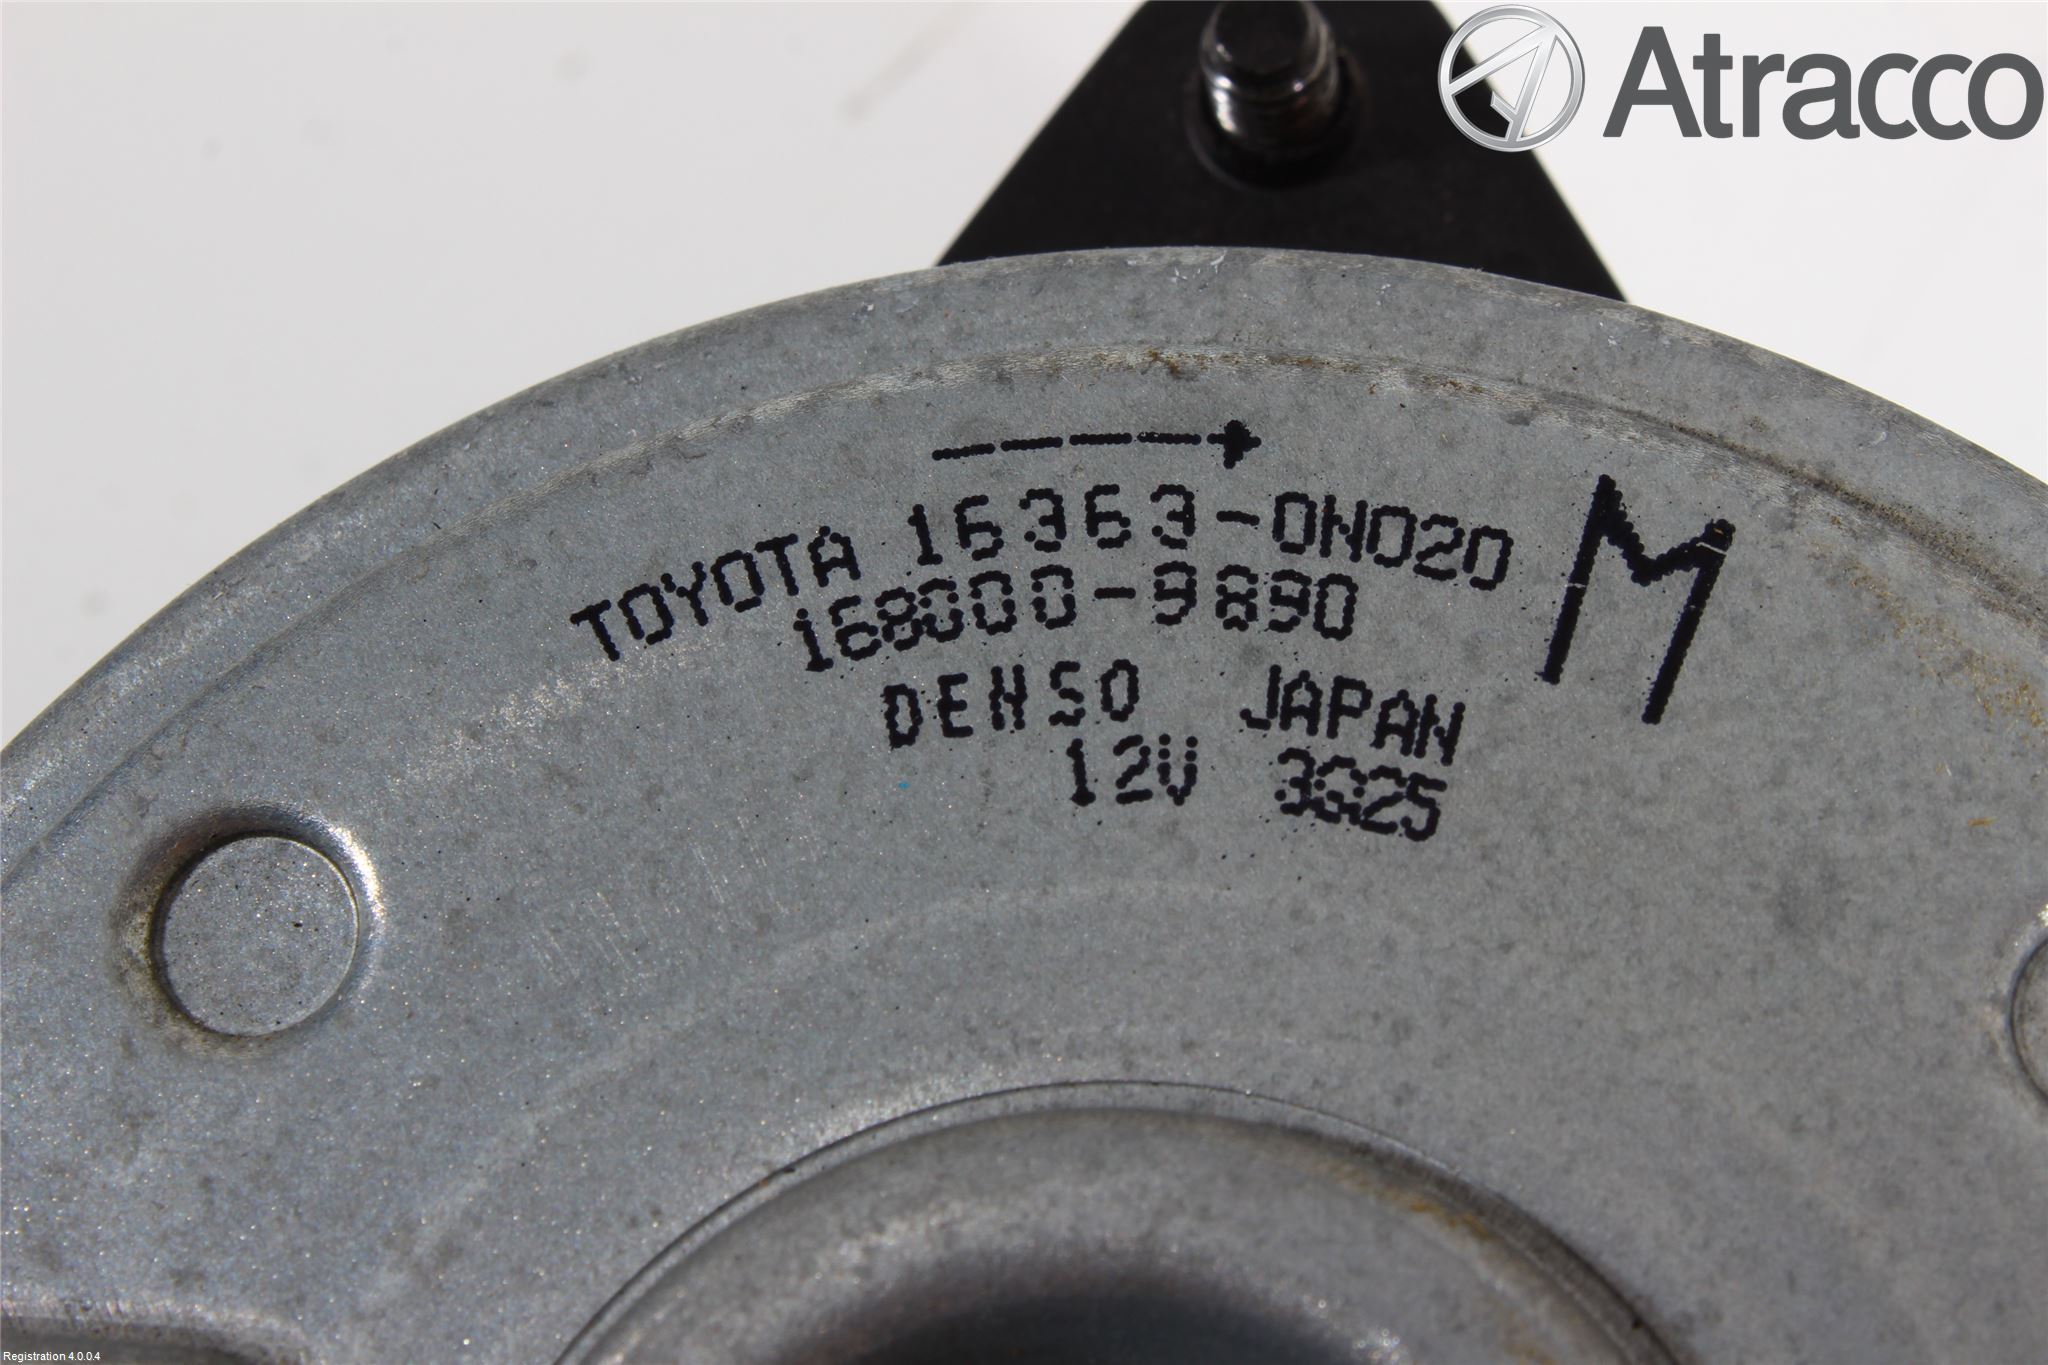 Atracco
TOYOTA 16363-0N020 M
168000-9890
DENSO JAPAN
12V 3G25
Registration 4.0.0.4